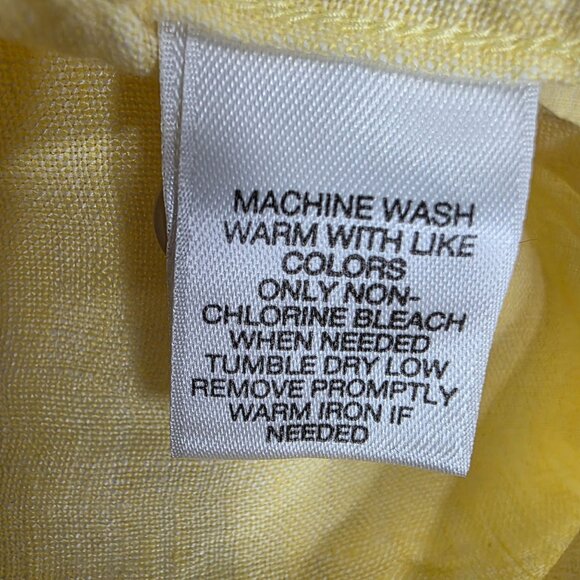 MACHINE WASH
WARM WITH LIKE
COLORS
ONLY NON-
CHLORINE BLEACH
WHEN NEEDED
TUMBLE DRY LOW
REMOVE PROMPTLY
WARM IRON IF
NEEDED